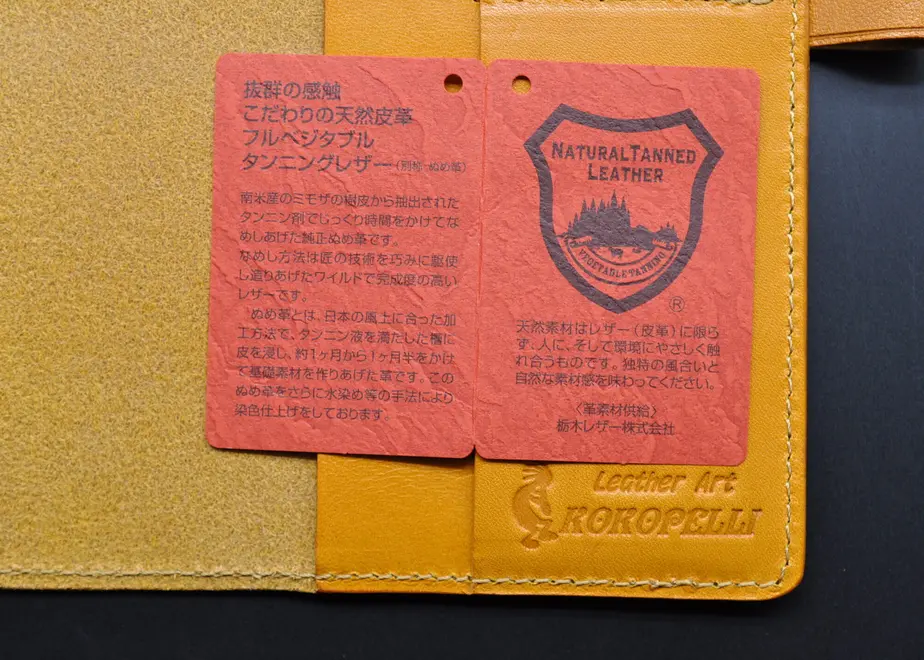 抜群の感触
こだわりの天然皮革
フルベジタブル
タンニングレザー(別称 ぬめ革)
南米産のミモザの樹皮から抽出された
タンニン剤でじっくり時間をかけてな
めしあげた純正ぬめ革です。
なめし方法は匠の技術を巧みに駆使
し造りあげたワイルドで完成度の高い
レザーです。
ぬめ革とは、日本の風土に合った加
工方法で、タンニン液を満たした槽に
皮を浸し、約1ヶ月から1ヶ月半をかけ
て基礎素材を作りあげた革です。この
ぬめ革をさらに水染め等の手法により
染色仕上げをしております。
NATURAL TANNED
LEATHER
VEGETABLE TANNING
®
天然素材はレザー(皮革)に限ら
ず、人に、そして環境にやさしく触
れ合うものです。独特の風合いと
自然な素材感を味わってください。
〈革素材供給〉
栃木レザー株式会社
Leather Art
KOKOPELLI